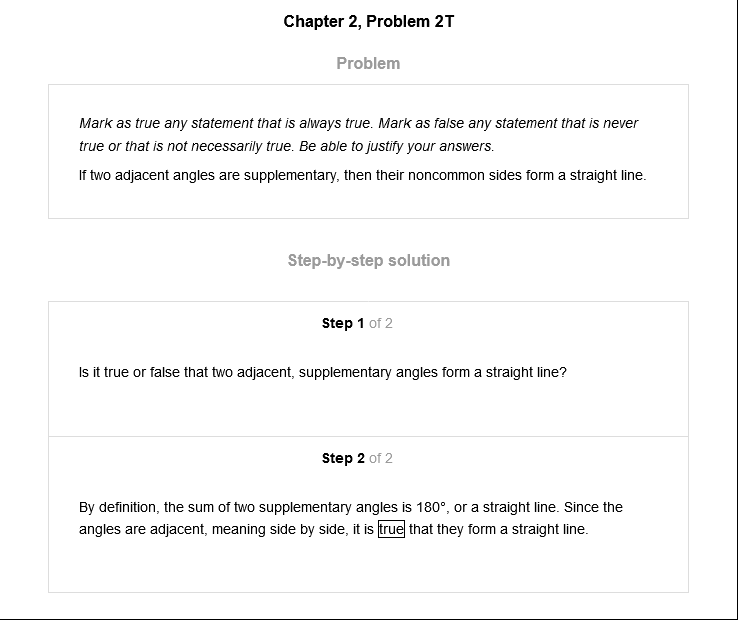 Chapter 2, Problem 2T
Problem
Mark as true any statement that is always true. Mark as false any statement that is never
true or that is not necessarily true. Be able to justify your answers.
If two adjacent angles are supplementary, then their noncommon sides form a straight line.
Step-by-step solution
Step 1 of 2
Is it true or false that two adjacent, supplementary angles form a straight line?
Step 2 of 2
By definition, the sum of two supplementary angles is 180°, or a straight line. Since the
angles are adjacent, meaning side by side, it is true that they form a straight line.